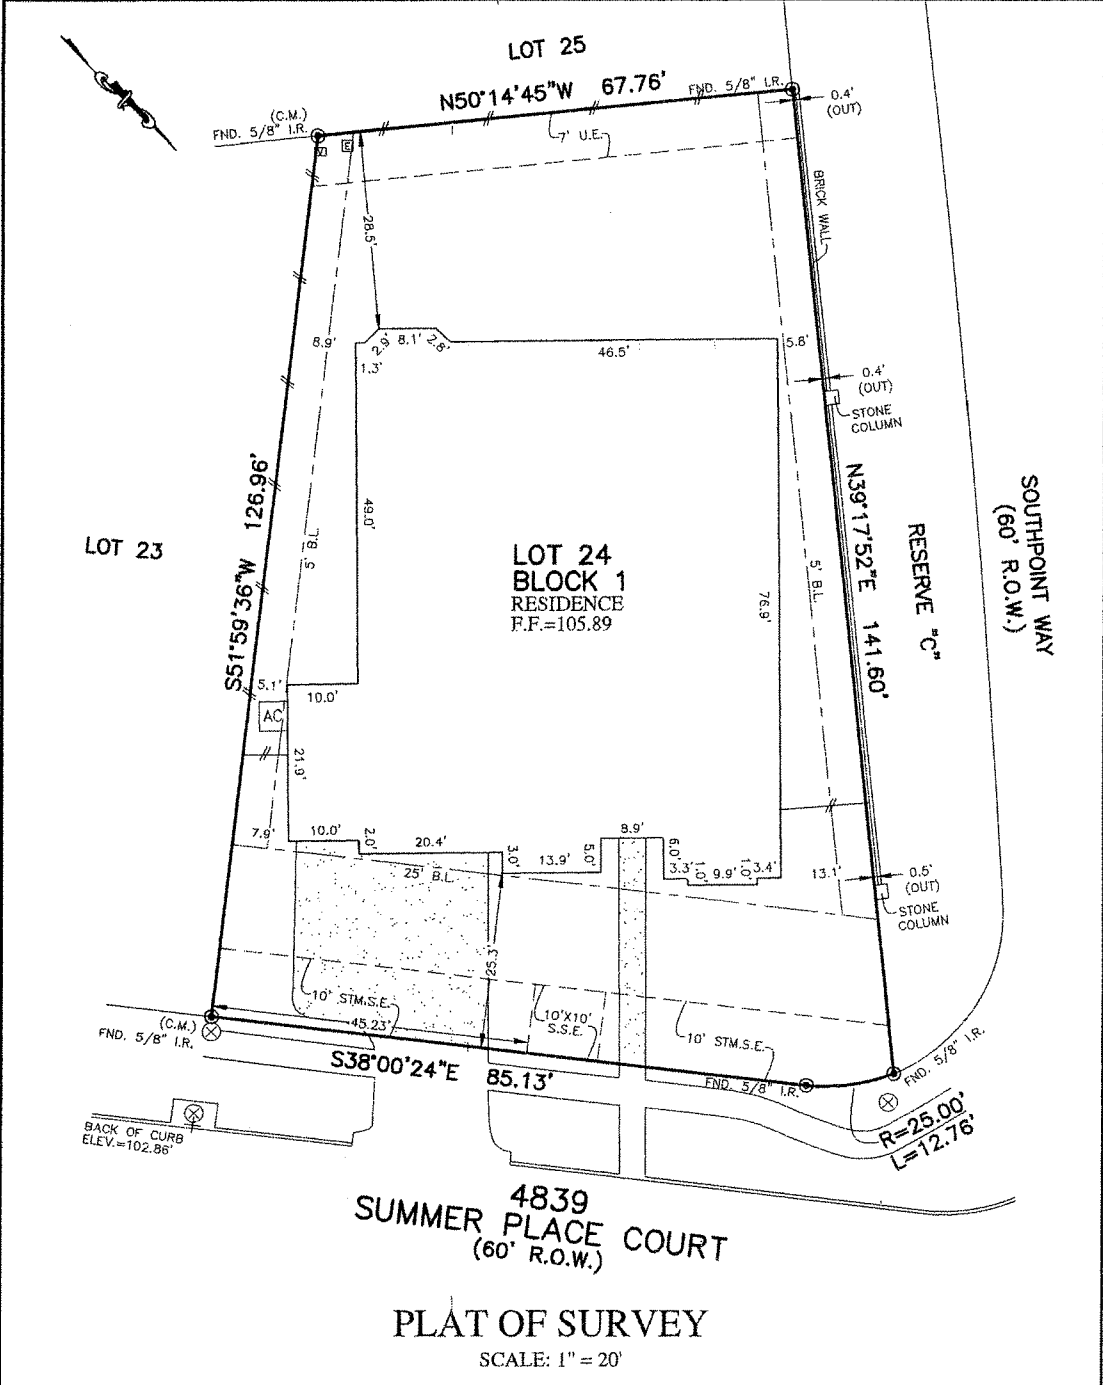 LOT 25
N50°14'45"W 67.76'
FND. 5/8" I.R.
(C.M.)
FND. 5/8" I.R.
0.4'
(OUT)
7' U.E.
E
BRICK WALL
28.5'
8.9'
2.9'
8.1'
2.8'
1.3'
46.5'
5.8'
0.4'
(OUT)
STONE
COLUMN
S51°59'36"W 126.96'
49.0'
5' B.L.
LOT 23
LOT 24
BLOCK 1
RESIDENCE
F.F.=105.89
76.9'
5' B.L.
N39°17'52"E 141.60'
RESERVE "C"
SOUTHPOINT WAY
(60' R.O.W.)
5.1'
10.0'
AC
21.9'
7.9'
10.0'
2.0'
20.4'
3.0'
13.9'
5.0'
8.9'
6.0'
3.3'
1.0'
9.9'
1.0'
3.4'
13.1'
0.5'
(OUT)
STONE
COLUMN
25' B.L.
25.3'
10' STM.S.E.
10'X10'
S.S.E.
10' STM.S.E.
45.23'
(C.M.)
FND. 5/8" I.R.
S38°00'24"E 85.13'
FND. 5/8" I.R.
FND. 5/8" I.R.
R=25.00'
L=12.76'
BACK OF CURB
ELEV.=102.86'
4839
SUMMER PLACE COURT
(60' R.O.W.)
PLAT OF SURVEY
SCALE: 1" = 20'